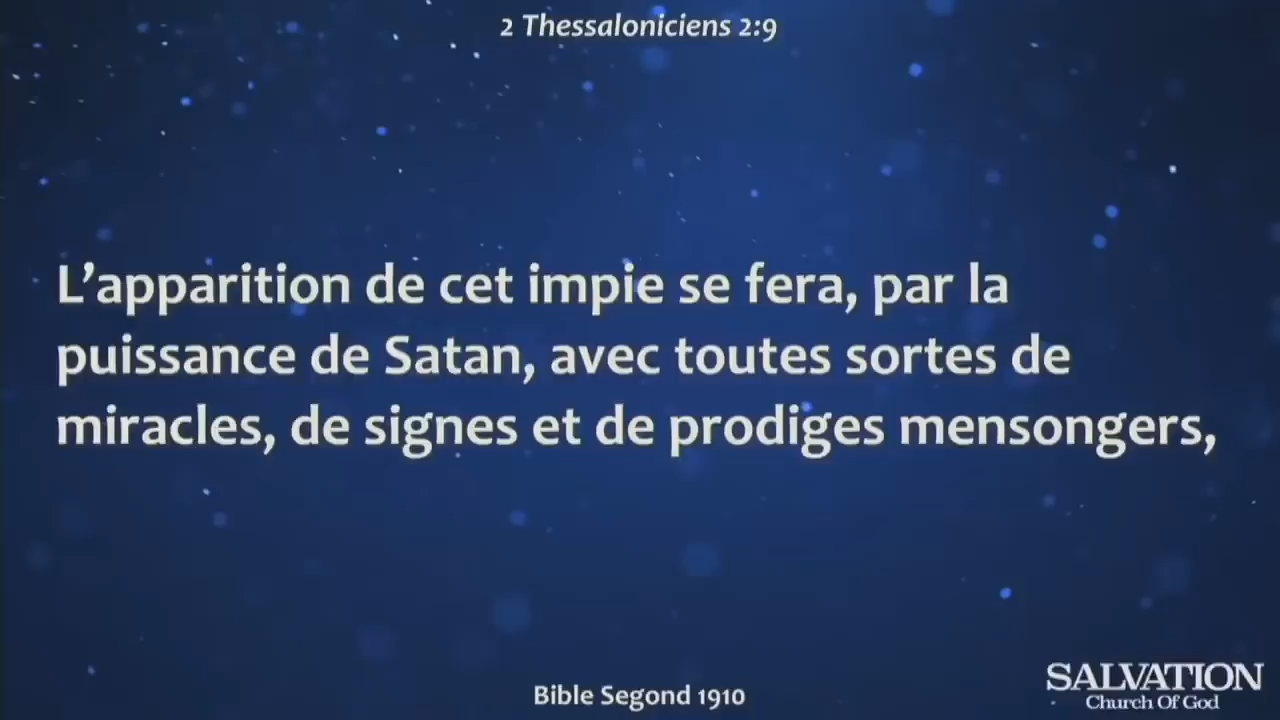 2 Thessaloniciens 2:9
L’apparition de cet impie se fera, par la
puissance de Satan, avec toutes sortes de
miracles, de signes et de prodiges mensongers,
Bible Segond 1910
SALVATION
Church Of God